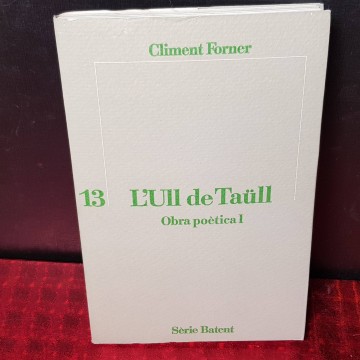 Climent Forner
13 L'Ull de Taüll
Obra poètica I
Sèrie Batent